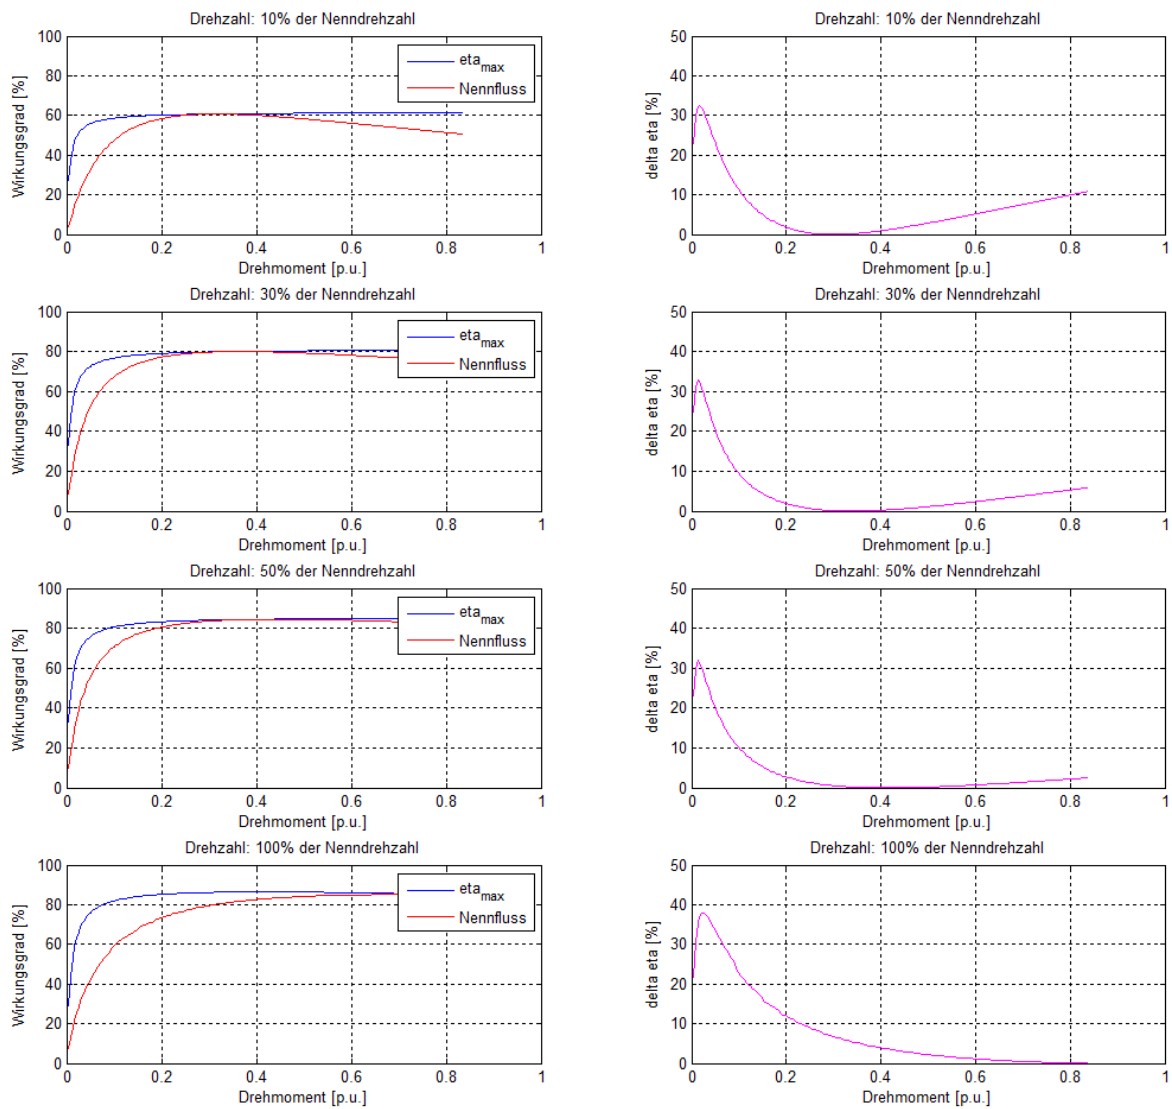 Drehzahl: 10% der Nenndrehzahl
Wirkungsgrad [%]
100
80
60
40
20
0
eta_max
Nennfluss
0 0.2 0.4 0.6 0.8 1
Drehmoment [p.u.]
Drehzahl: 10% der Nenndrehzahl
delta eta [%]
50
40
30
20
10
0
0 0.2 0.4 0.6 0.8 1
Drehmoment [p.u.]
Drehzahl: 30% der Nenndrehzahl
Wirkungsgrad [%]
100
80
60
40
20
0
eta_max
Nennfluss
0 0.2 0.4 0.6 0.8 1
Drehmoment [p.u.]
Drehzahl: 30% der Nenndrehzahl
delta eta [%]
50
40
30
20
10
0
0 0.2 0.4 0.6 0.8 1
Drehmoment [p.u.]
Drehzahl: 50% der Nenndrehzahl
Wirkungsgrad [%]
100
80
60
40
20
0
eta_max
Nennfluss
0 0.2 0.4 0.6 0.8 1
Drehmoment [p.u.]
Drehzahl: 50% der Nenndrehzahl
delta eta [%]
50
40
30
20
10
0
0 0.2 0.4 0.6 0.8 1
Drehmoment [p.u.]
Drehzahl: 100% der Nenndrehzahl
Wirkungsgrad [%]
100
80
60
40
20
0
eta_max
Nennfluss
0 0.2 0.4 0.6 0.8 1
Drehmoment [p.u.]
Drehzahl: 100% der Nenndrehzahl
delta eta [%]
50
40
30
20
10
0
0 0.2 0.4 0.6 0.8 1
Drehmoment [p.u.]